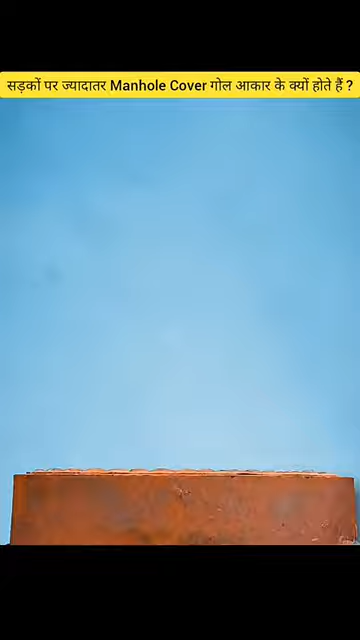 सड़कों पर ज्यादातर Manhole Cover गोल आकार के क्यों होते हैं ?